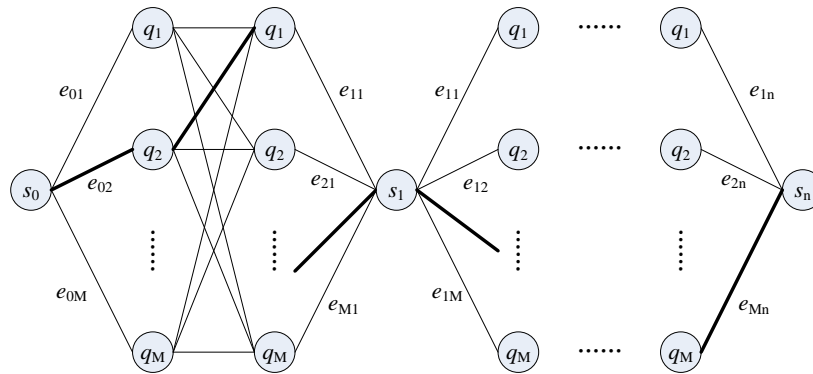 q₁ q₁ q₁ ...... q₁
e₀₁ e₁₁ e₁₁ e₁ₙ
q₂ q₂ q₂ ...... q₂
s₀ e₀₂ e₂₁ s₁ e₁₂ e₂ₙ sₙ
...... ...... ...... ......
e₀M eM₁ e₁M eMₙ
qM qM qM ...... qM